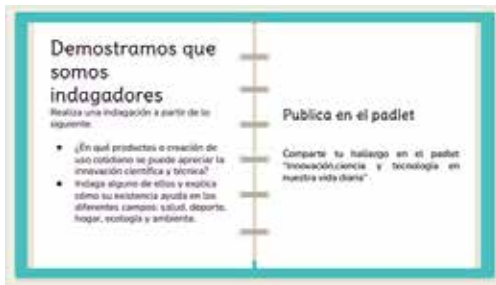 Demostramos que
somos
indagadores
Realiza una indagación a partir de lo
siguiente:
● ¿En qué productos o creación de
uso cotidiano se puede apreciar la
innovación científica y técnica?
● Indaga alguno de ellos y explica
cómo su existencia ayuda en los
diferentes campos: salud, deporte,
hogar, ecología y ambiente.
Publica en el padlet
Comparte tu hallazgo en el padlet
"Innovación,ciencia y tecnología en
nuestra vida diaria"